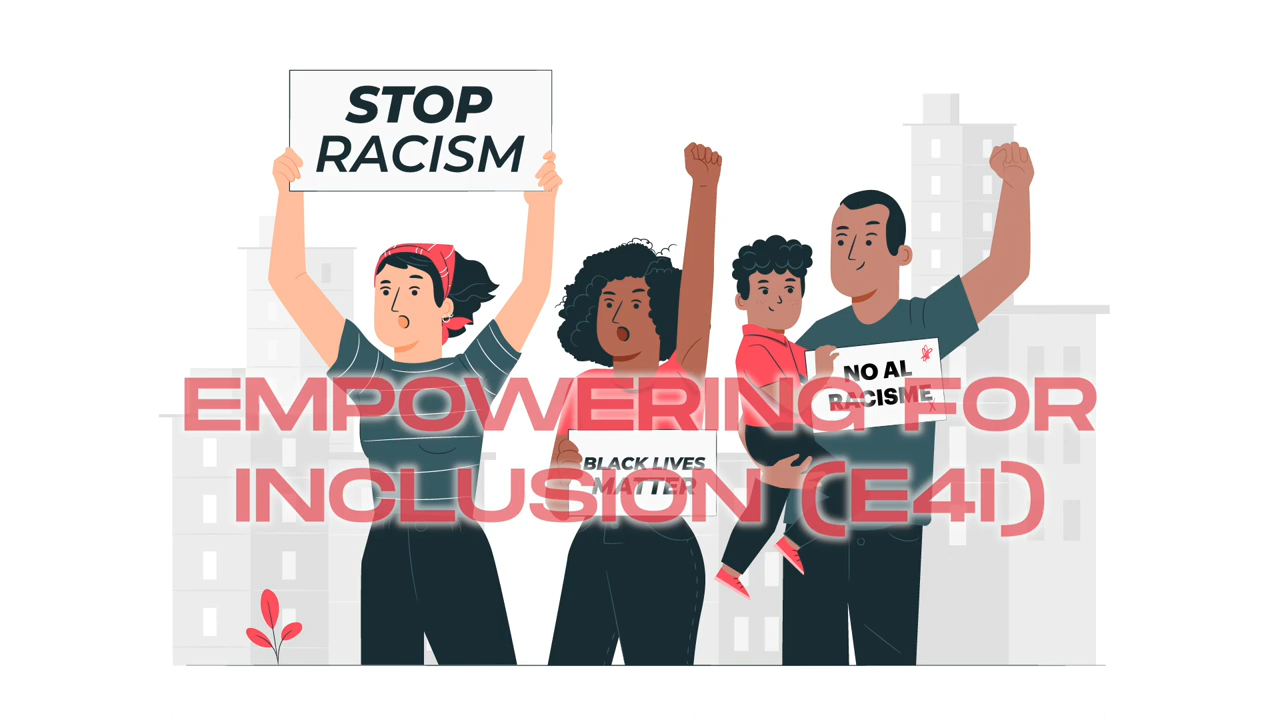 STOP
RACISM
NO AL
RACISME
EMPOWERING FOR
BLACK LIVES
MATTER
INCLUSION (E4I)